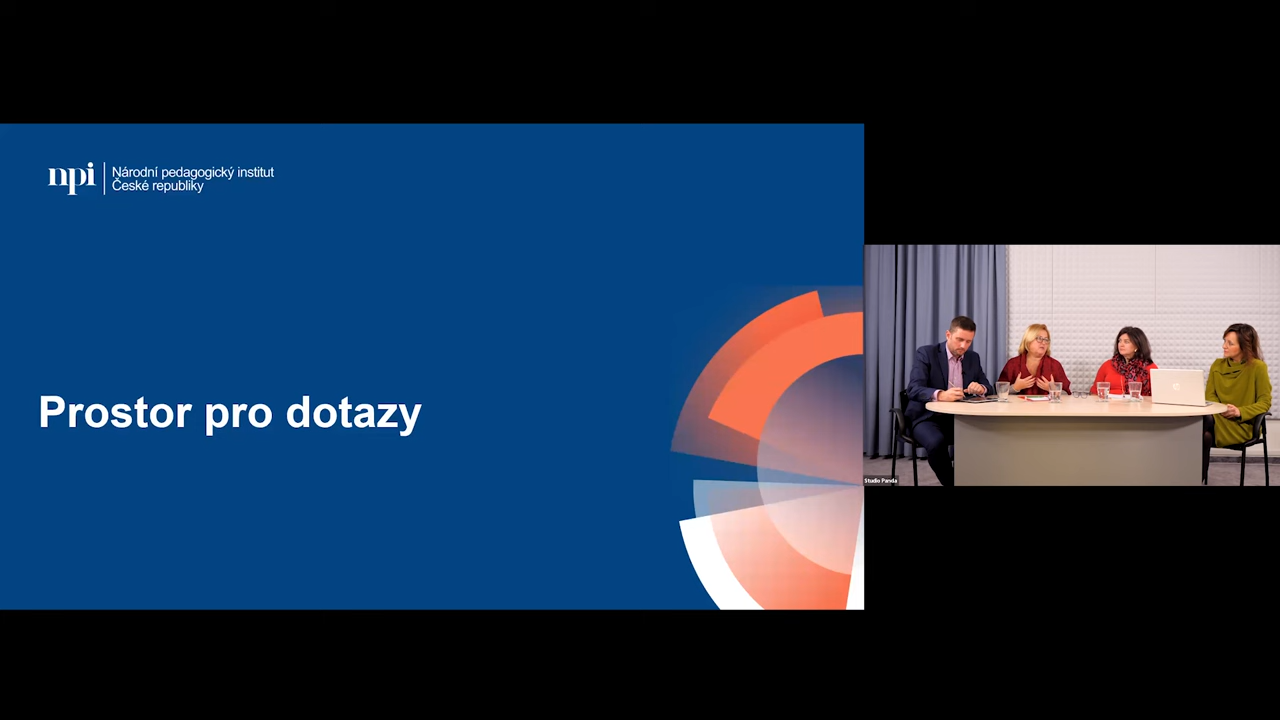 npi
Národní pedagogický institut
České republiky
Prostor pro dotazy
Studio Panda